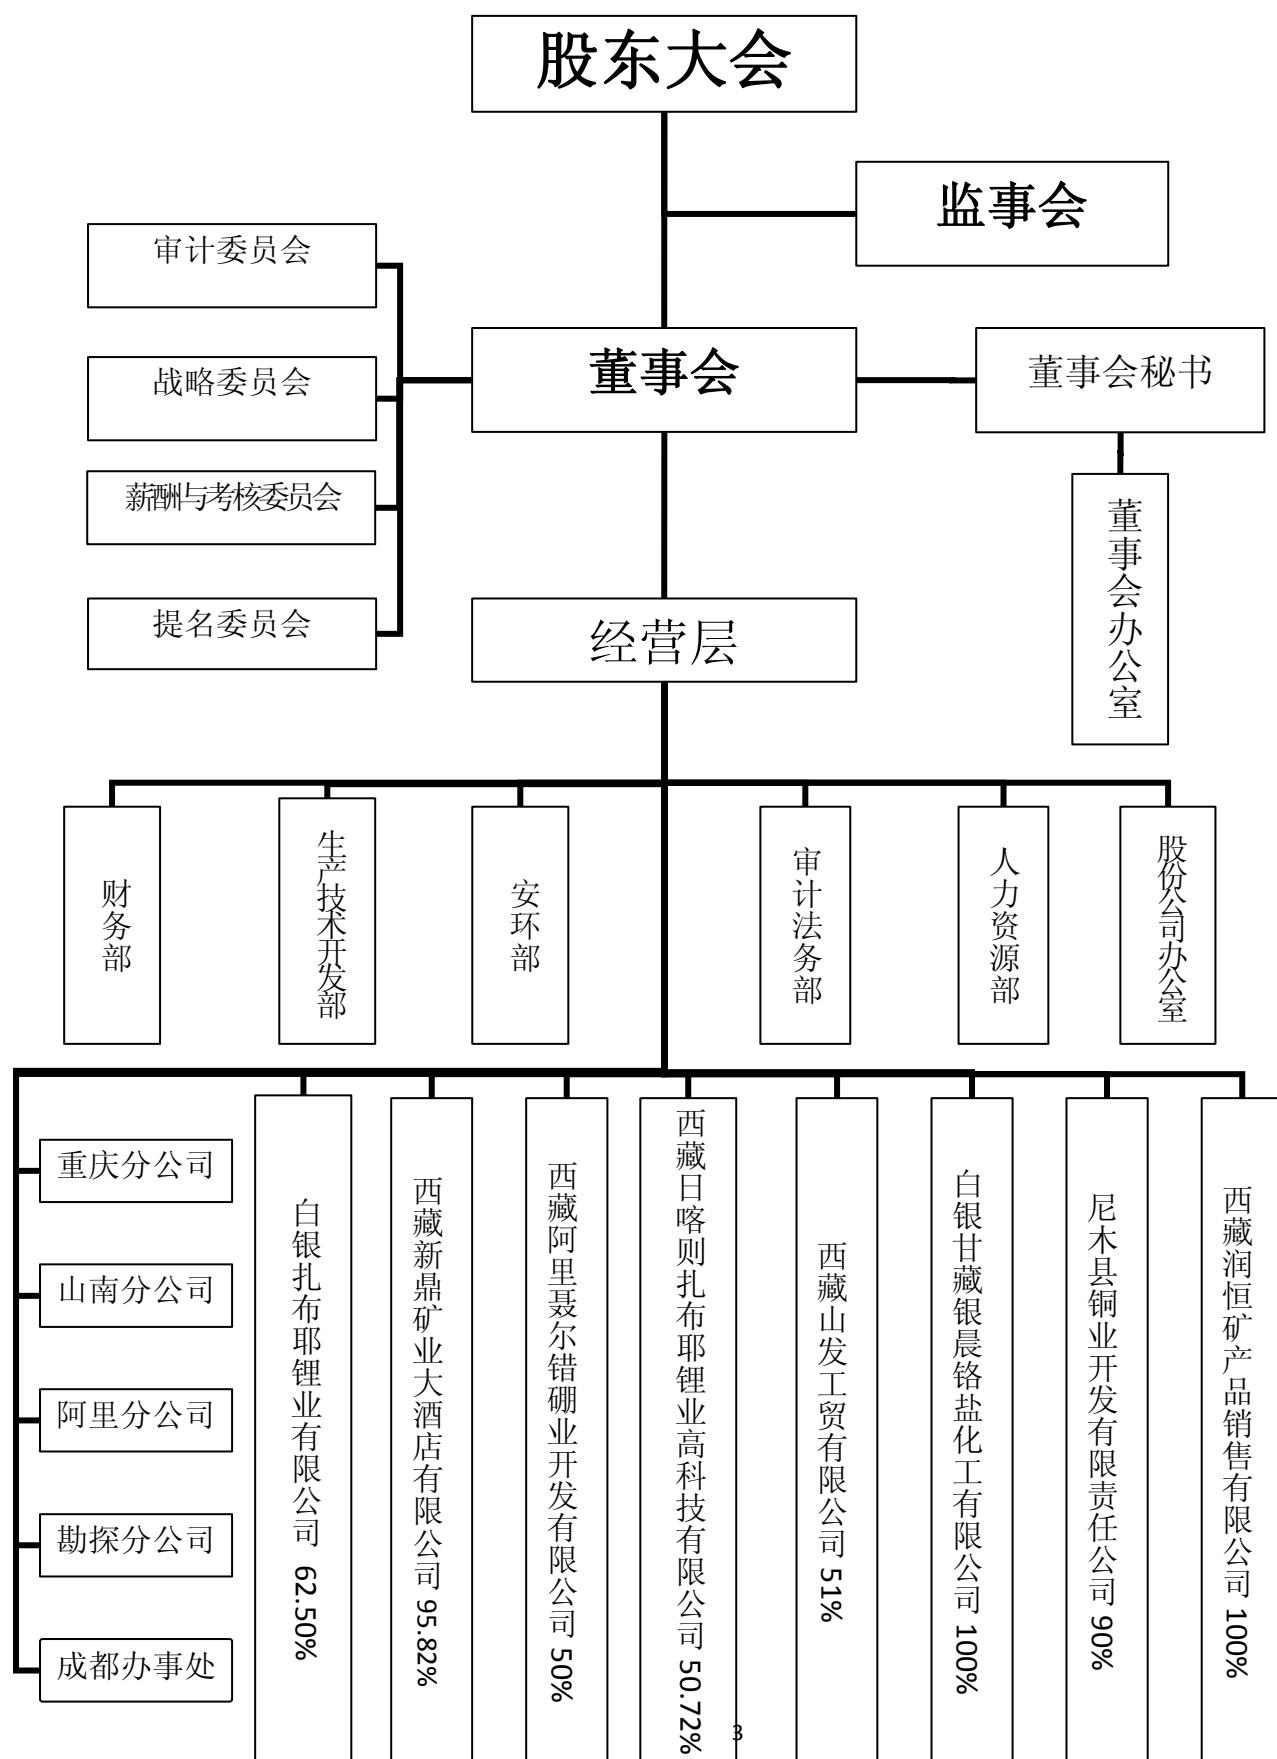 股东大会
监事会
审计委员会
董事会
董事会秘书
战略委员会
薪酬与考核委员会
董事会办公室
提名委员会
经营层
财务部
生产技术开发部
安环部
审计法务部
人力资源部
股份公司办公室
重庆分公司
山南分公司
阿里分公司
勘探分公司
成都办事处
白银扎布耶锂业有限公司 62.50%
西藏新鼎矿业大酒店有限公司 95.82%
西藏阿里聂尔错硼业开发有限公司 50%
西藏日喀则扎布耶锂业高科技有限公司 50.72%
西藏山发工贸有限公司 51%
白银甘藏银晨铬盐化工有限公司 100%
尼木县铜业开发有限责任公司 90%
西藏润恒矿产品销售有限公司 100%
3